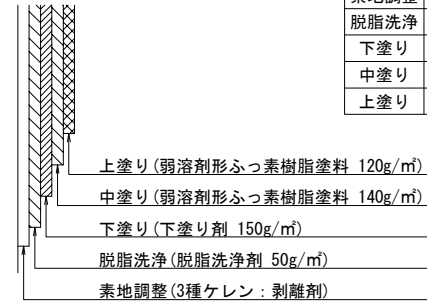 脱脂洗浄
下塗り
中塗り
上塗り
上塗り(弱溶剤形ふっ素樹脂塗料 120g/㎡)
中塗り(弱溶剤形ふっ素樹脂塗料 140g/㎡)
下塗り(下塗り剤 150g/㎡)
脱脂洗浄(脱脂洗浄剤 50g/㎡)
素地調整(3種ケレン：剥離剤)